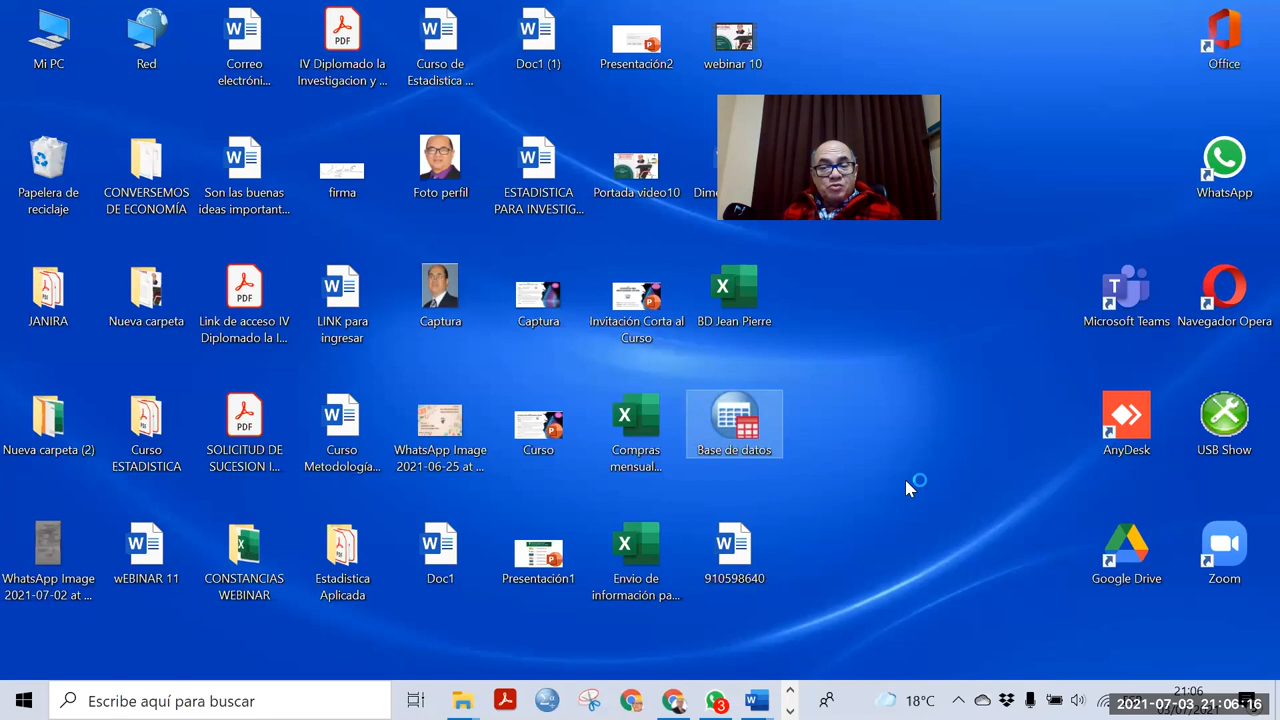 Mi PC
Red
Correo
electróni...
IV Diplomado la
Investigacion y ...
Curso de
Estadistica ...
Doc1 (1)
Presentación2
webinar 10
Office
Papelera de
reciclaje
CONVERSEMOS
DE ECONOMÍA
Son las buenas
ideas important...
firma
Foto perfil
ESTADISTICA
PARA INVESTIG...
Portada video10
WhatsApp
JANIRA
Nueva carpeta
Link de acceso IV
Diplomado la I...
LINK para
ingresar
Captura
Captura
Invitación Corta al
Curso
BD Jean Pierre
Microsoft Teams
Navegador Opera
Nueva carpeta (2)
Curso
ESTADISTICA
SOLICITUD DE
SUCESION I...
Curso
Metodología...
WhatsApp Image
2021-06-25 at ...
Curso
Compras
mensual...
Base de datos
AnyDesk
USB Show
WhatsApp Image
2021-07-02 at ...
wEBINAR 11
CONSTANCIAS
WEBINAR
Estadistica
Aplicada
Doc1
Presentación1
Envio de
información pa...
910598640
Google Drive
Zoom
Escribe aquí para buscar
3
18°C
21:06
2021-07-03 21:06:16